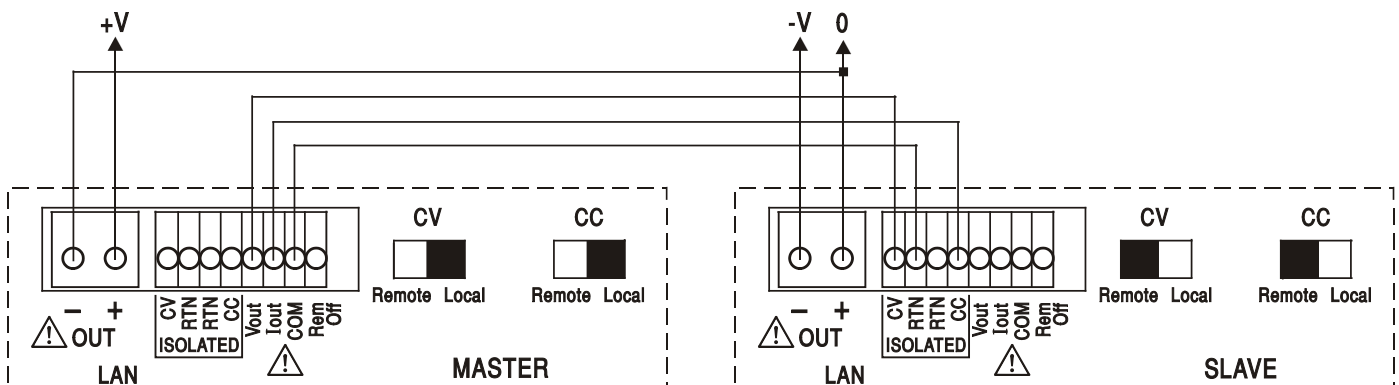 +V -V 0
CV CC CV CC
Remote Local Remote Local Remote Local Remote Local
− + − +
CV RTN RTN CC Vout Iout COM Rem Off
CV RTN RTN CC Vout Iout COM Rem Off
OUT ISOLATED OUT ISOLATED
LAN MASTER LAN SLAVE